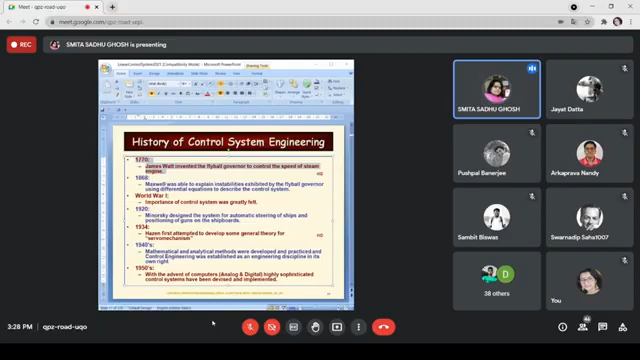 Meet - qpz-road-uqo
meet.google.com/qpz-road-uqo
REC
SMITA SADHU GHOSH is presenting
LinearControlSystem2021 [Compatibility Mode] - Microsoft PowerPoint
Drawing Tools
History of Control System Engineering
• 1770:
– James Watt invented the flyball governor to control the speed of steam
engine.
• 1868:
– Maxwell was able to explain instabilities exhibited by the flyball governor
using differential equations to describe the control system.
• World War I:
– Importance of control system was greatly felt.
• 1920:
– Minorsky designed the system for automatic steering of ships and
positioning of guns on the shipboards.
• 1934:
– Hazen first attempted to develop some general theory for
“servomechanism”
• 1940's:
– Mathematical and analytical methods were developed and practiced and
Control Engineering was established as an engineering discipline in its
own right
• 1950's:
– With the advent of computers (Analog & Digital) highly sophisticated
control systems have been devised and implemented.
SMITA SADHU GHOSH
Jayat Datta
Pushpal Banerjee
Arkaprava Nandy
Sambit Biswas
Swarnadip Saha1007
D
38 others
You
3:28 PM
qpz-road-uqo